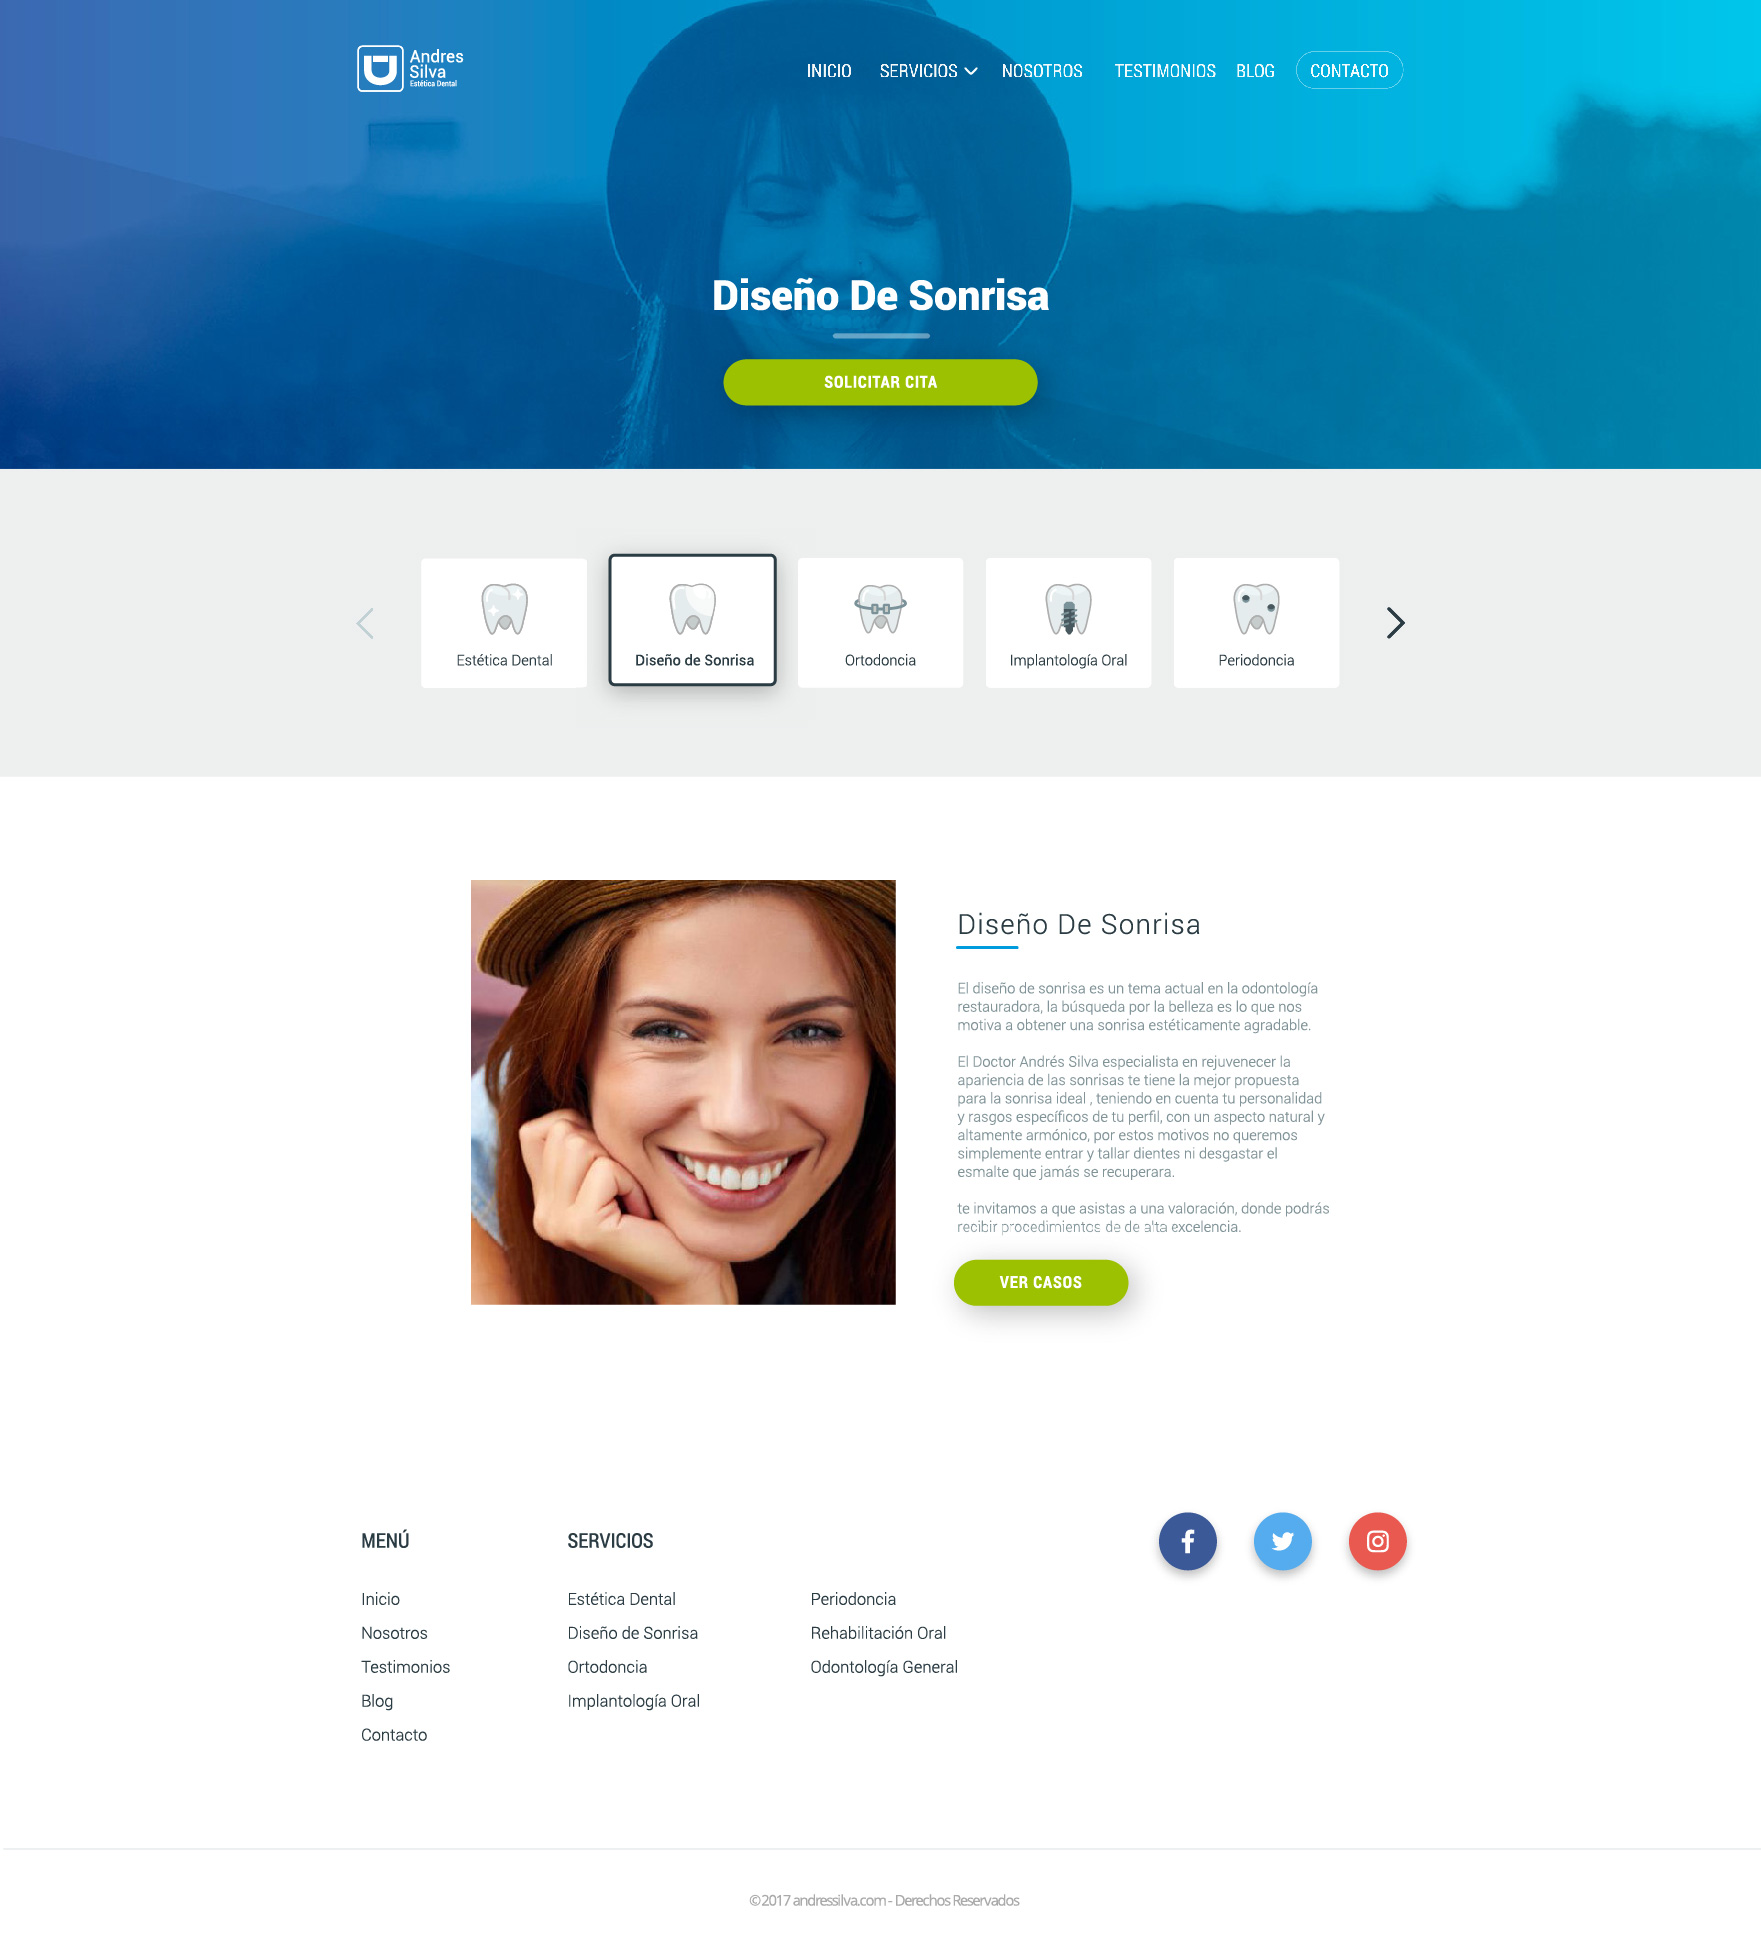 Andres
Silva
Estética Dental
INICIO SERVICIOS NOSOTROS TESTIMONIOS BLOG CONTACTO
Diseño De Sonrisa
SOLICITAR CITA
Estética Dental Diseño de Sonrisa Ortodoncia Implantología Oral Periodoncia
Diseño De Sonrisa
El diseño de sonrisa es un tema actual en la odontología
restauradora, la búsqueda por la belleza es lo que nos
motiva a obtener una sonrisa estéticamente agradable.
El Doctor Andrés Silva especialista en rejuvenecer la
apariencia de las sonrisas te tiene la mejor propuesta
para la sonrisa ideal , teniendo en cuenta tu personalidad
y rasgos específicos de tu perfil, con un aspecto natural y
altamente armónico, por estos motivos no queremos
simplemente entrar y tallar dientes ni desgastar el
esmalte que jamás se recuperara.
te invitamos a que asistas a una valoración, donde podrás
recibir procedimientos de de alta excelencia.
VER CASOS
MENÚ
Inicio
Nosotros
Testimonios
Blog
Contacto
SERVICIOS
Estética Dental
Diseño de Sonrisa
Ortodoncia
Implantología Oral
Periodoncia
Rehabilitación Oral
Odontología General
©2017 andressilva.com - Derechos Reservados